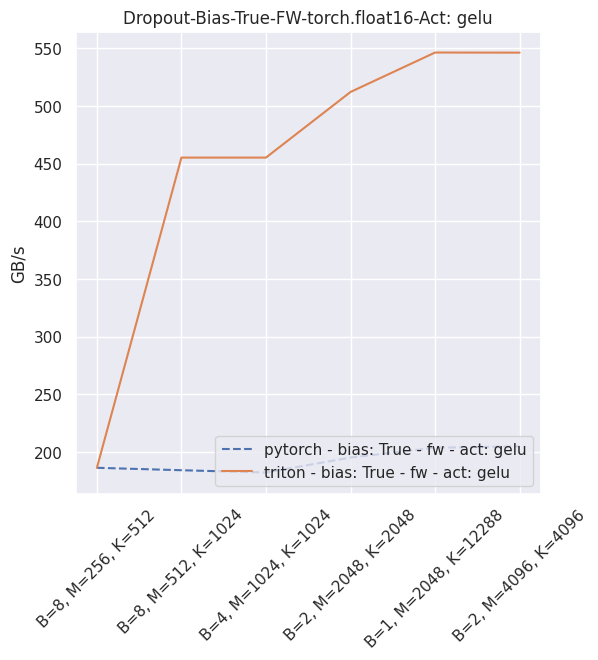 Dropout-Bias-True-FW-torch.float16-Act: gelu
550
500
450
400
350
300
250
200
GB/s
pytorch - bias: True - fw - act: gelu
triton - bias: True - fw - act: gelu
B=8, M=256, K=512
B=8, M=512, K=1024
B=4, M=1024, K=1024
B=2, M=2048, K=2048
B=1, M=2048, K=12288
B=2, M=4096, K=4096